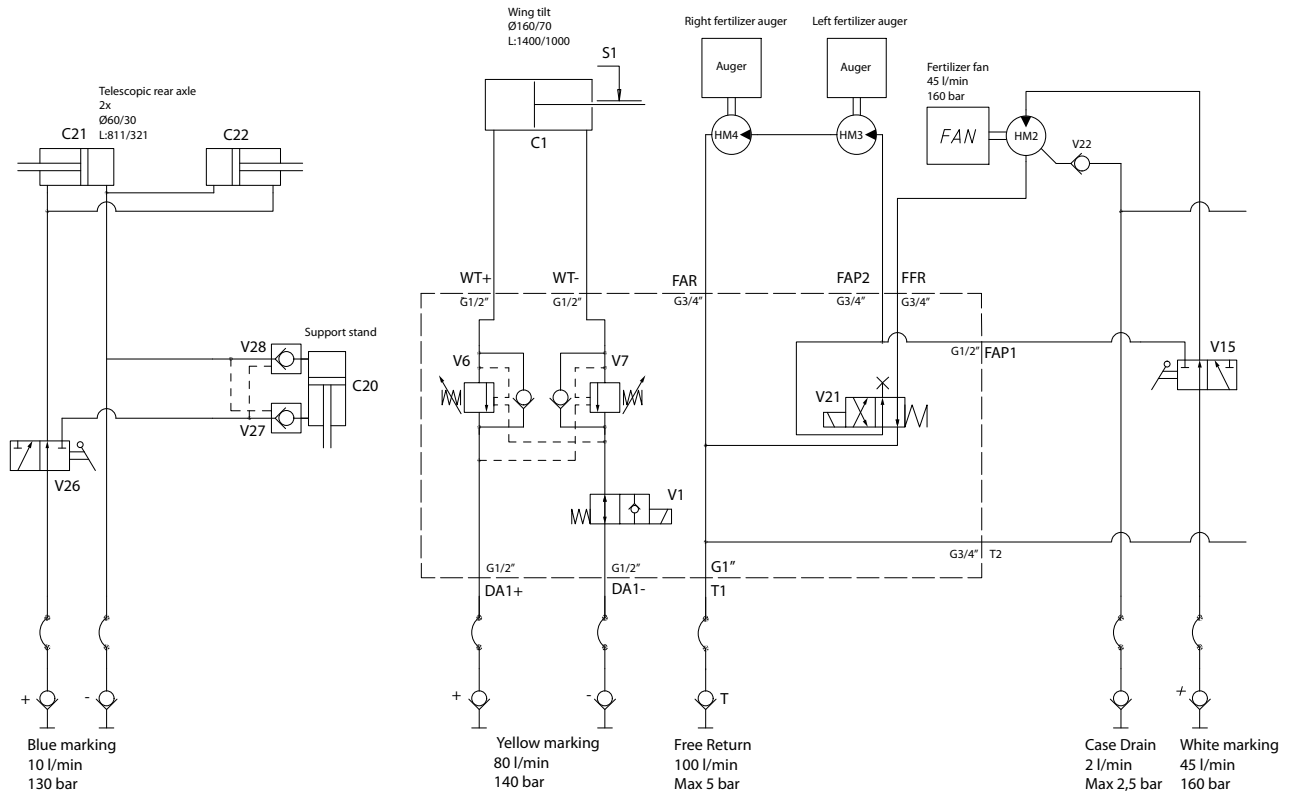 Wing tilt
Ø160/70
L:1400/1000
S1
C1
Right fertilizer auger
Left fertilizer auger
Auger
Auger
HM4
HM3
Fertilizer fan
45 l/min
160 bar
FAN
HM2
V22
Telescopic rear axle
2x
Ø60/30
L:811/321
C21
C22
WT+
WT-
FAR
FAP2
FFR
G1/2"
G1/2"
G3/4"
G3/4"
G3/4"
Support stand
V28
C20
V27
V26
V6
V7
G1/2"
FAP1
V15
V21
V1
G3/4"
T2
G1/2"
G1/2"
G1"
DA1+
DA1-
T1
+
-
+
-
T
+
Blue marking
10 l/min
130 bar
Yellow marking
80 l/min
140 bar
Free Return
100 l/min
Max 5 bar
Case Drain
2 l/min
Max 2,5 bar
White marking
45 l/min
160 bar